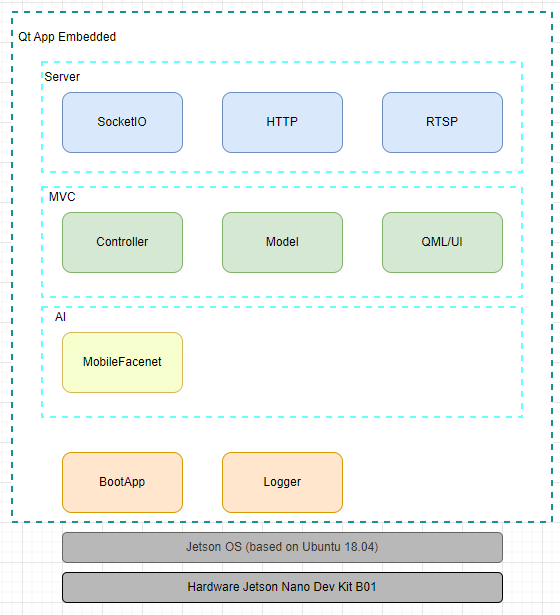 Qt App Embedded
Server
SocketIO
HTTP
RTSP
MVC
Controller
Model
QML/UI
AI
MobileFacenet
BootApp
Logger
Jetson OS (based on Ubuntu 18.04)
Hardware Jetson Nano Dev Kit B01